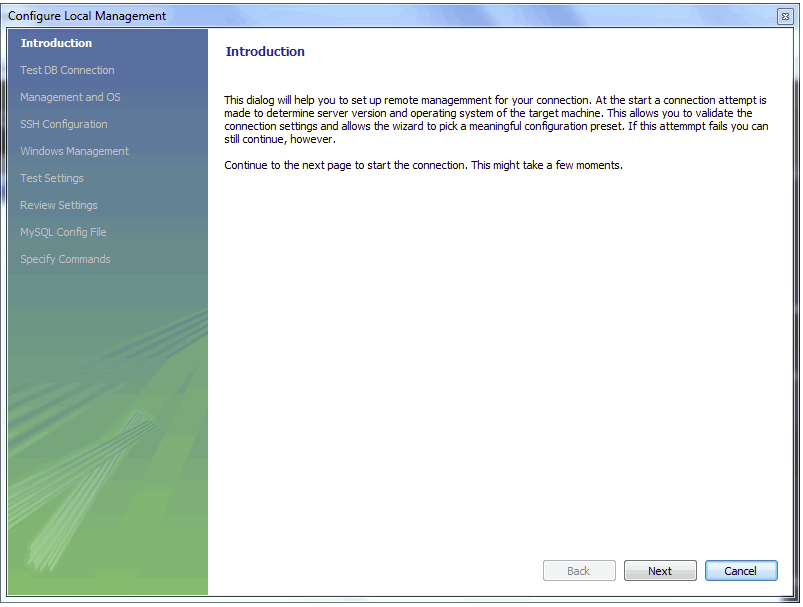 Configure Local Management
Introduction
Test DB Connection
Management and OS
SSH Configuration
Windows Management
Test Settings
Review Settings
MySQL Config File
Specify Commands
Introduction
This dialog will help you to set up remote managemment for your connection. At the start a connection attempt is
made to determine server version and operating system of the target machine. This allows you to validate the
connection settings and allows the wizard to pick a meaningful configuration preset. If this attemmpt fails you can
still continue, however.
Continue to the next page to start the connection. This might take a few moments.
Back
Next
Cancel